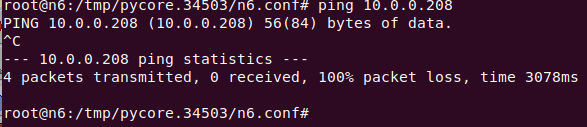 root@n6:/tmp/pycore.34503/n6.conf# ping 10.0.0.208
PING 10.0.0.208 (10.0.0.208) 56(84) bytes of data.
^C
--- 10.0.0.208 ping statistics ---
4 packets transmitted, 0 received, 100% packet loss, time 3078ms
root@n6:/tmp/pycore.34503/n6.conf#